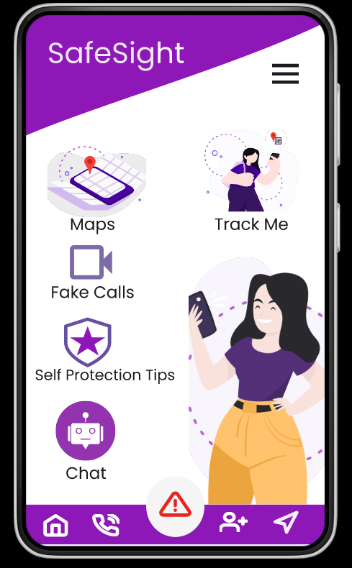 SafeSight
Maps
Track Me
Fake Calls
Self Protection Tips
Chat